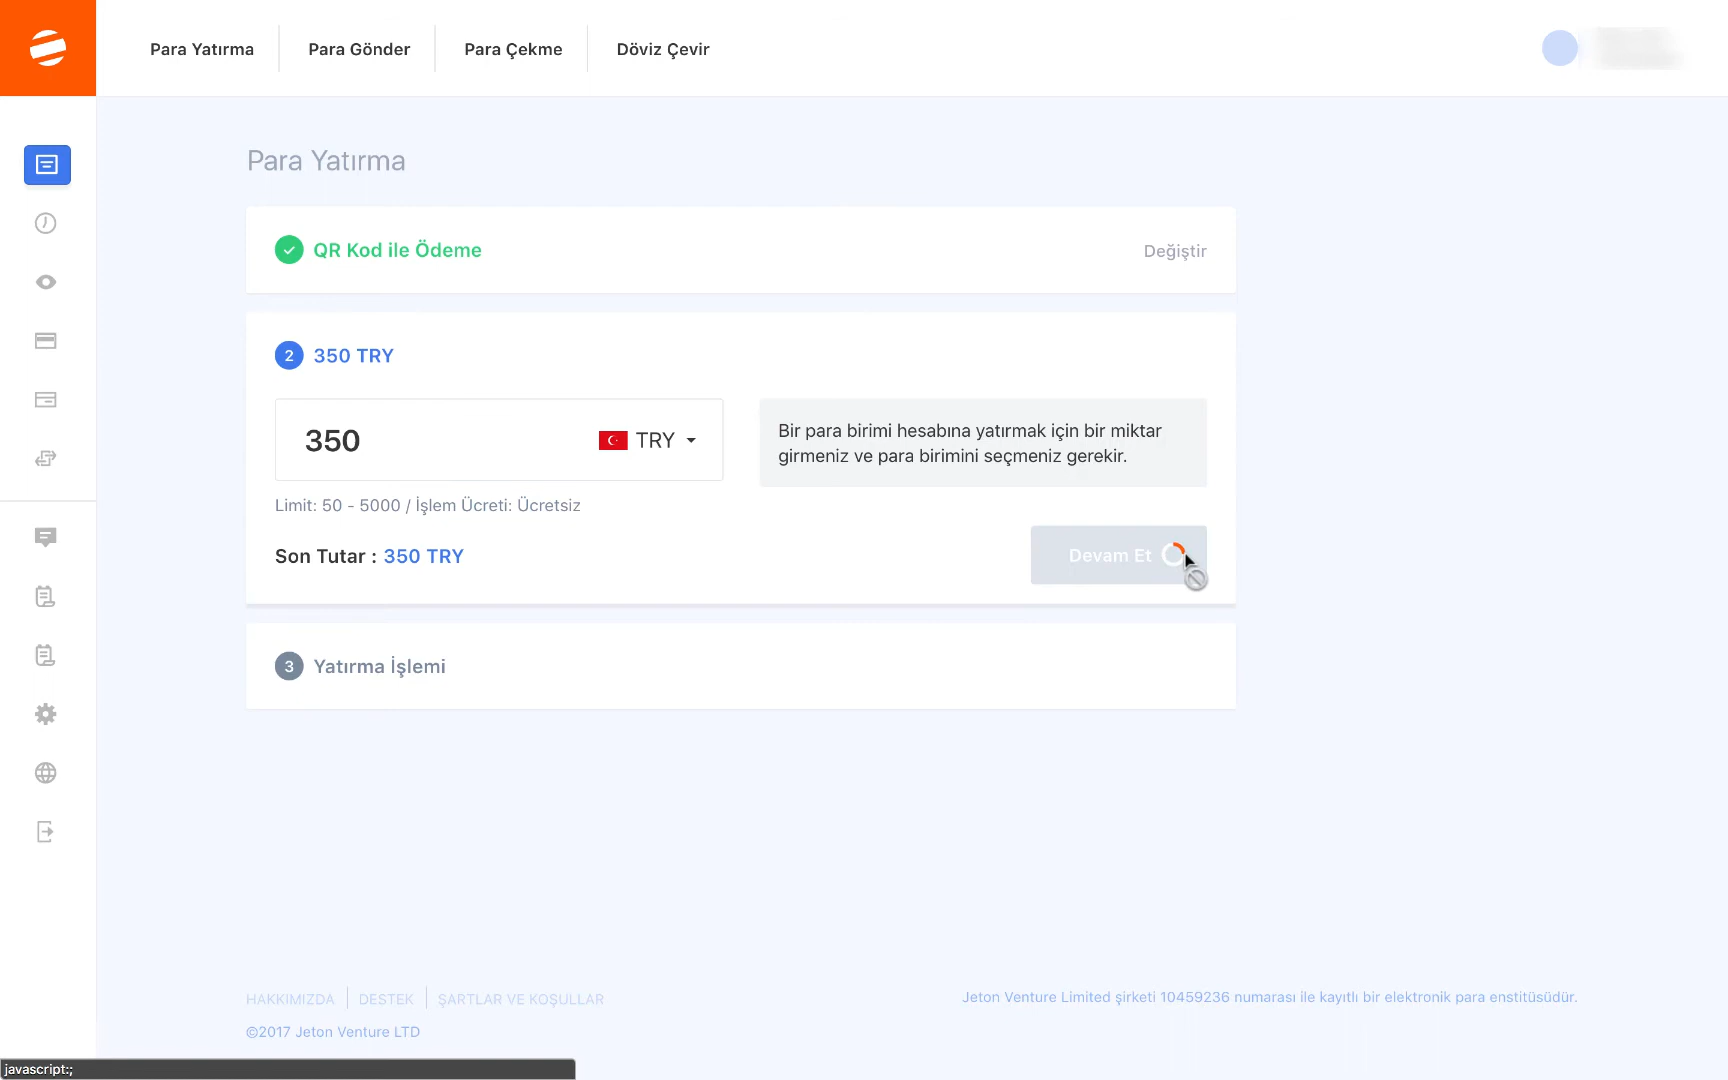 Para Yatırma
Para Gönder
Para Çekme
Döviz Çevir
Para Yatırma
QR Kod ile Ödeme
Değiştir
2 350 TRY
350
TRY
Bir para birimi hesabına yatırmak için bir miktar
girmeniz ve para birimini seçmeniz gerekir.
Limit: 50 - 5000 / İşlem Ücreti: Ücretsiz
Son Tutar : 350 TRY
Devam Et
3 Yatırma İşlemi
HAKKIMIZDA
DESTEK
ŞARTLAR VE KOŞULLAR
Jeton Venture Limited şirketi 10459236 numarası ile kayıtlı bir elektronik para enstitüsüdür.
©2017 Jeton Venture LTD
javascript:;